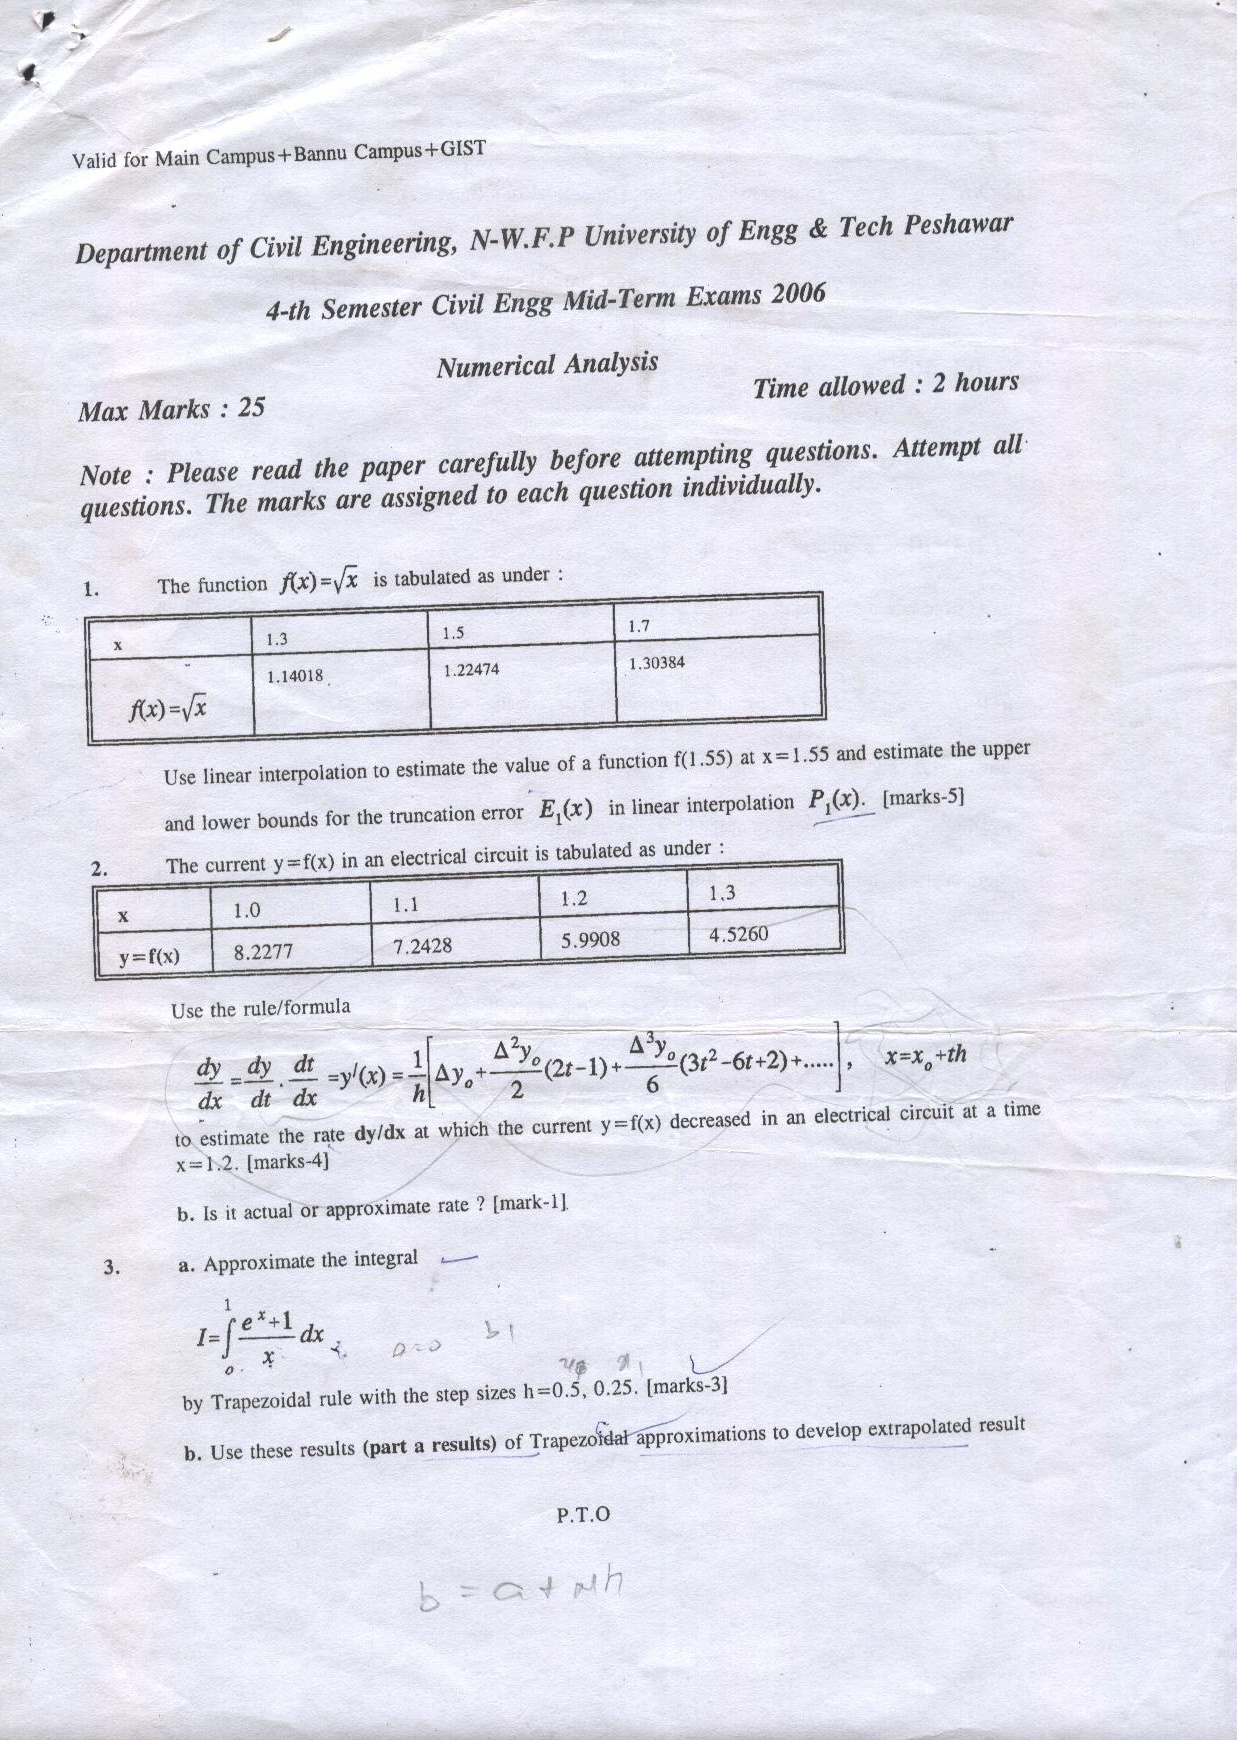 Valid for Main Campus+Bannu Campus+GIST
Department of Civil Engineering, N-W.F.P University of Engg & Tech Peshawar
4-th Semester Civil Engg Mid-Term Exams 2006
Numerical Analysis
Time allowed : 2 hours
Max Marks : 25
Note : Please read the paper carefully before attempting questions. Attempt all
questions. The marks are assigned to each question individually.
1. The function f(x)=√x is tabulated as under :
x 1.3 1.5 1.7
f(x)=√x 1.14018 1.22474 1.30384
Use linear interpolation to estimate the value of a function f(1.55) at x=1.55 and estimate the upper
and lower bounds for the truncation error E₁(x) in linear interpolation P₁(x). [marks-5]
2. The current y=f(x) in an electrical circuit is tabulated as under :
x 1.0 1.1 1.2 1.3
y=f(x) 8.2277 7.2428 5.9908 4.5260
Use the rule/formula
dy/dx = dy/dt . dt/dx = y'(x) = 1/h [Δy₀ + Δ²y₀/2 (2t-1) + Δ³y₀/6 (3t²-6t+2)+.....], x=x₀+th
to estimate the rate dy/dx at which the current y=f(x) decreased in an electrical circuit at a time
x=1.2. [marks-4]
b. Is it actual or approximate rate ? [mark-1]
3. a. Approximate the integral
I=∫₀¹ (eˣ+1)/x dx
a=0 b1
by Trapezoidal rule with the step sizes h=0.5, 0.25. [marks-3]
b. Use these results (part a results) of Trapezoidal approximations to develop extrapolated result
P.T.O
b = a + Nh